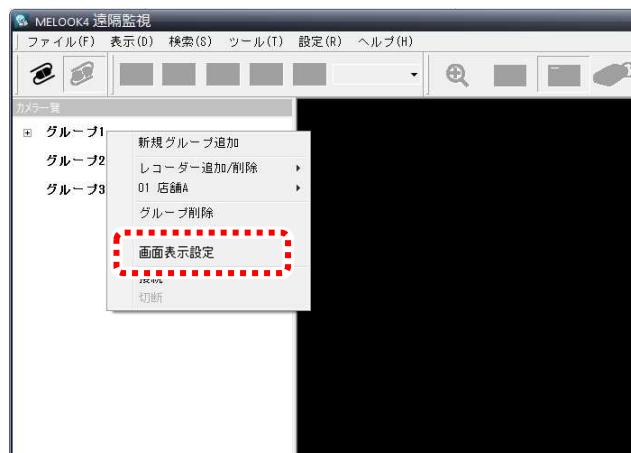 MELOOK4 遠隔監視
ファイル(F) 表示(D) 検索(S) ツール(T) 設定(R) ヘルプ(H)
カメラ一覧
グループ1
グループ2
グループ3
新規グループ追加
レコーダー追加/削除
01 店舗A
グループ削除
画面表示設定
接続
切断